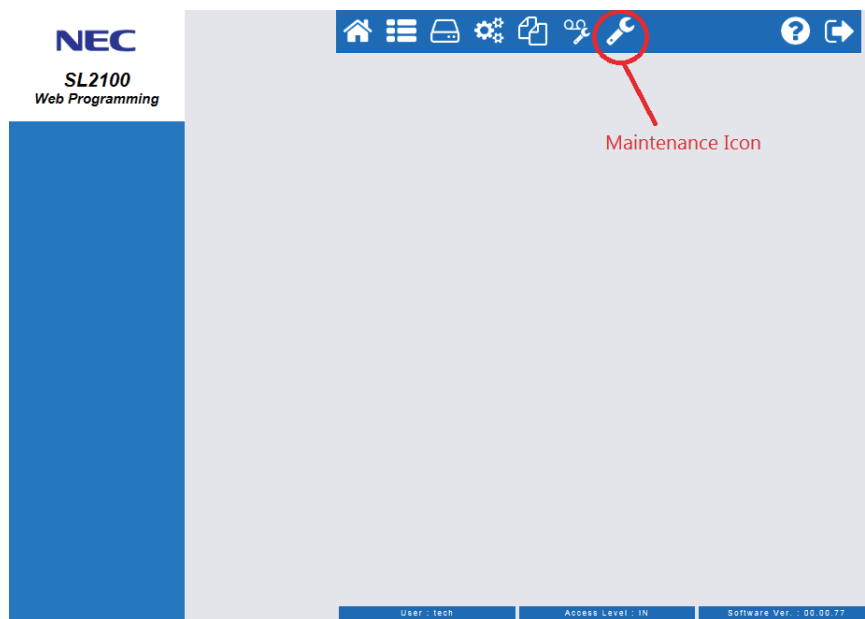 NEC
SL2100
Web Programming
Maintenance Icon
User : tech
Access Level : IN
Software Ver. : 00.00.77